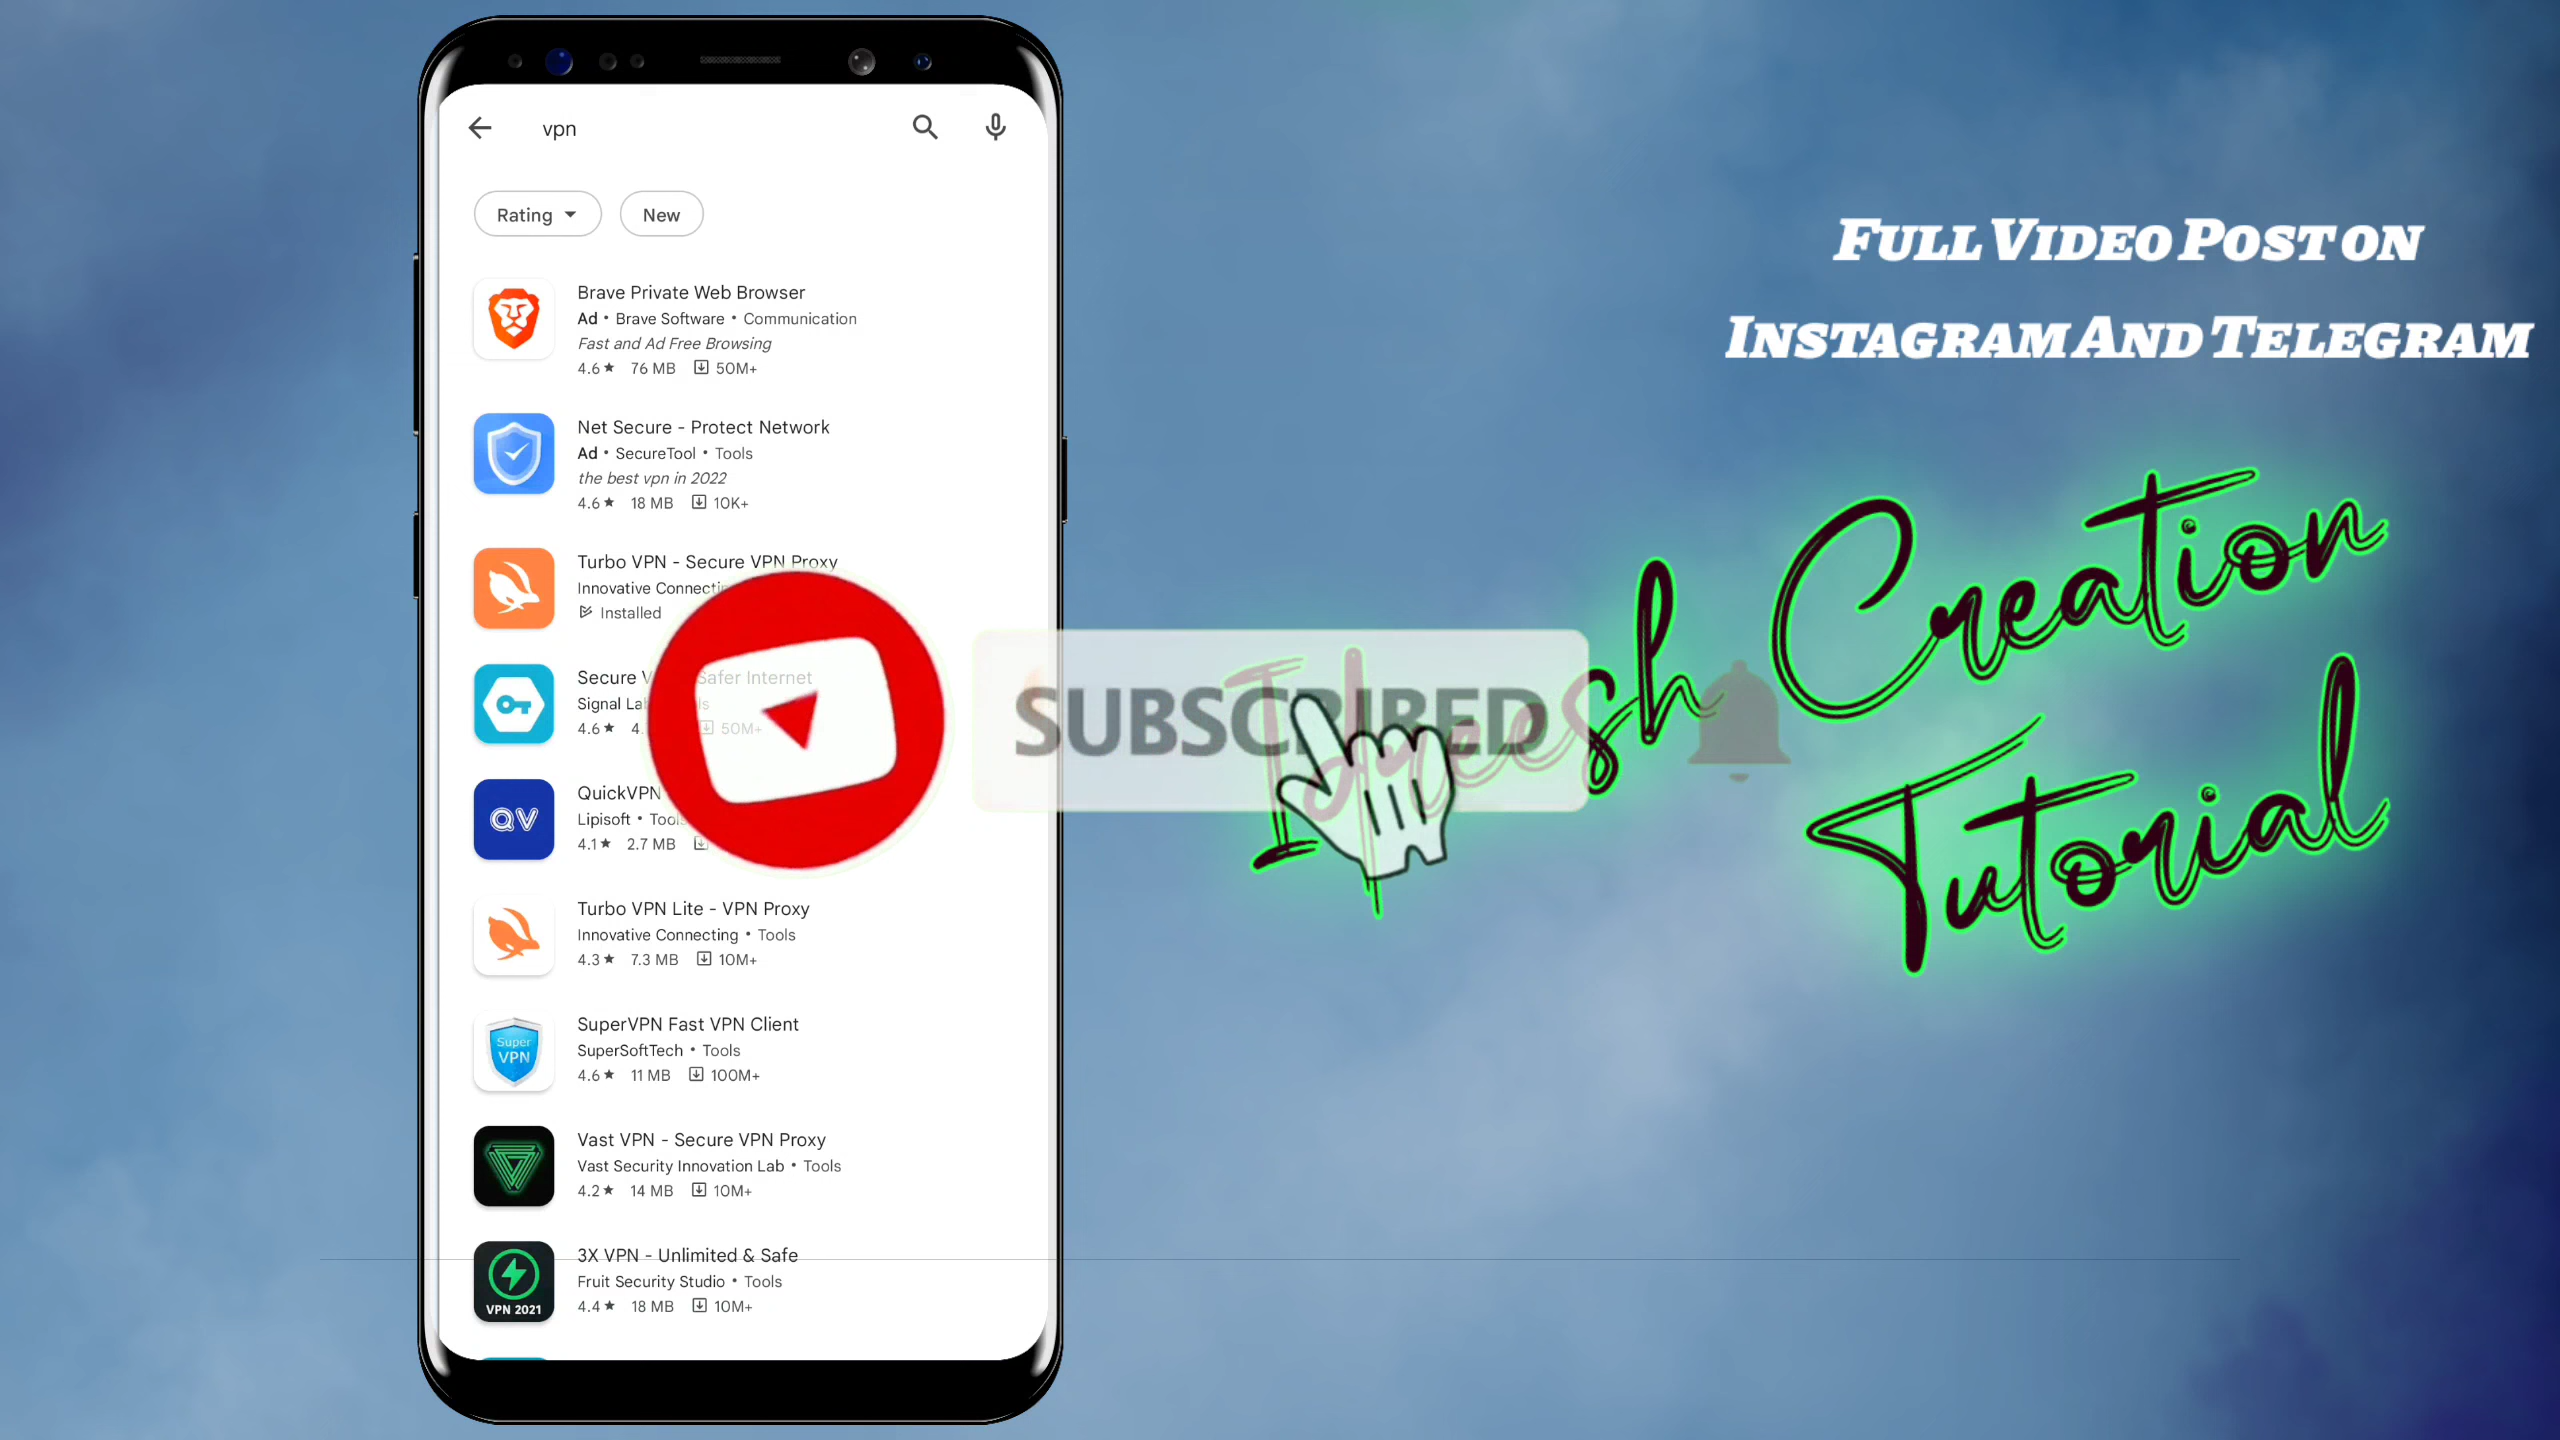 vpn
Rating
New
Brave Private Web Browser
Ad • Brave Software • Communication
Fast and Ad Free Browsing
4.6★ 76 MB 50M+
Net Secure - Protect Network
Ad • SecureTool • Tools
the best vpn in 2022
4.6★ 18 MB 10K+
Turbo VPN - Secure VPN Proxy
Innovative
Installed
Secure Safer Internet
Signal
4.6★ 50M+
QuickVPN
Lipisoft • Tools
4.1★ 2.7 MB
QV
Turbo VPN Lite - VPN Proxy
Innovative Connecting • Tools
4.3★ 7.3 MB 10M+
SuperVPN Fast VPN Client
SuperSoftTech • Tools
4.6★ 11 MB 100M+
Super
VPN
Vast VPN - Secure VPN Proxy
Vast Security Innovation Lab • Tools
4.2★ 14 MB 10M+
3X VPN - Unlimited & Safe
Fruit Security Studio • Tools
4.4★ 18 MB 10M+
VPN 2021
SUBSCRIBED
Full Video Post on
Instagram And Telegram
Creation
Tutorial